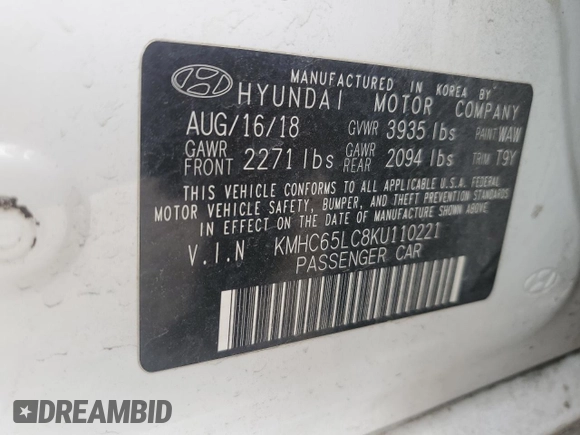 MANUFACTURED IN KOREA BY
HYUNDAI MOTOR COMPANY
AUG/16/18 GVWR 3935 lbs PAINT WAW
GAWR FRONT 2271 lbs GAWR REAR 2094 lbs TRIM T9Y
THIS VEHICLE CONFORMS TO ALL APPLICABLE U.S.A. FEDERAL
MOTOR VEHICLE SAFETY, BUMPER, AND THEFT PREVENTION STANDARDS
IN EFFECT ON THE DATE OF MANUFACTURE SHOWN ABOVE.
V.I.N KMHC65LC8KU110221
PASSENGER CAR
DREAMBID